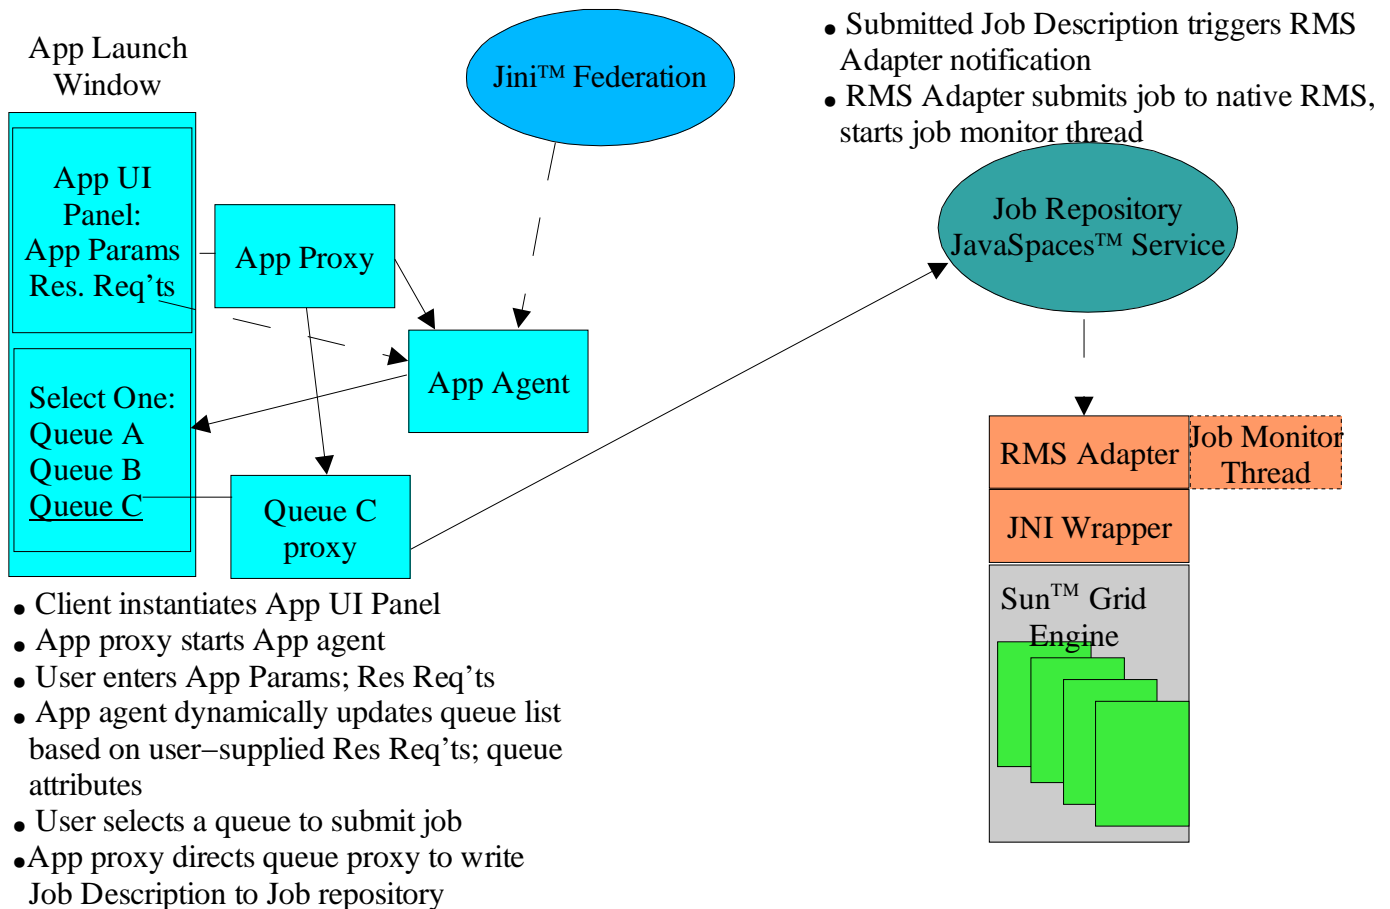 App Launch
Window
Jini™ Federation
• Submitted Job Description triggers RMS
Adapter notification
• RMS Adapter submits job to native RMS,
starts job monitor thread
App UI
Panel:
App Params
Res. Req’ts
App Proxy
App Agent
Job Repository
JavaSpaces™ Service
Select One:
Queue A
Queue B
Queue C
Queue C
proxy
RMS Adapter
Job Monitor
Thread
JNI Wrapper
Sun™ Grid
Engine
• Client instantiates App UI Panel
• App proxy starts App agent
• User enters App Params; Res Req’ts
• App agent dynamically updates queue list
based on user−supplied Res Req’ts; queue
attributes
• User selects a queue to submit job
•App proxy directs queue proxy to write
Job Description to Job repository